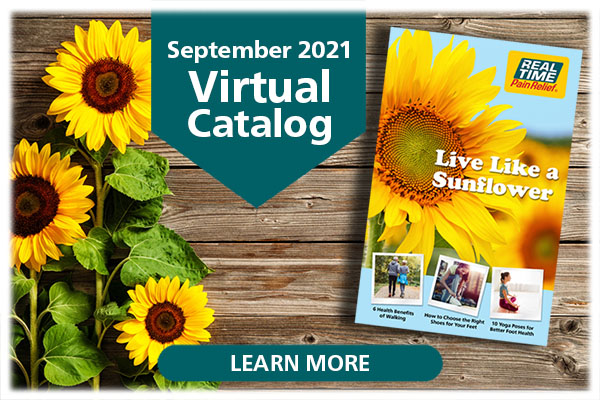 September 2021
Virtual
Catalog
REAL
TIME
Pain Relief
Live Like a
Sunflower
6 Health Benefits
of Walking
How to Choose the Right
Shoes for Your Feet
10 Yoga Poses for
Better Foot Health
LEARN MORE